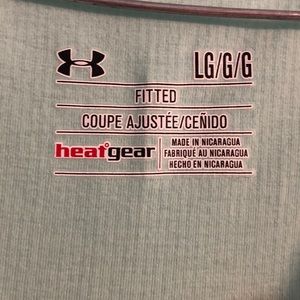 LG/G/G
FITTED
COUPE AJUSTÉE/CEÑIDO
heatgear
MADE IN NICARAGUA
FABRIQUÉ AU NICARAGUA
HECHO EN NICARAGUA